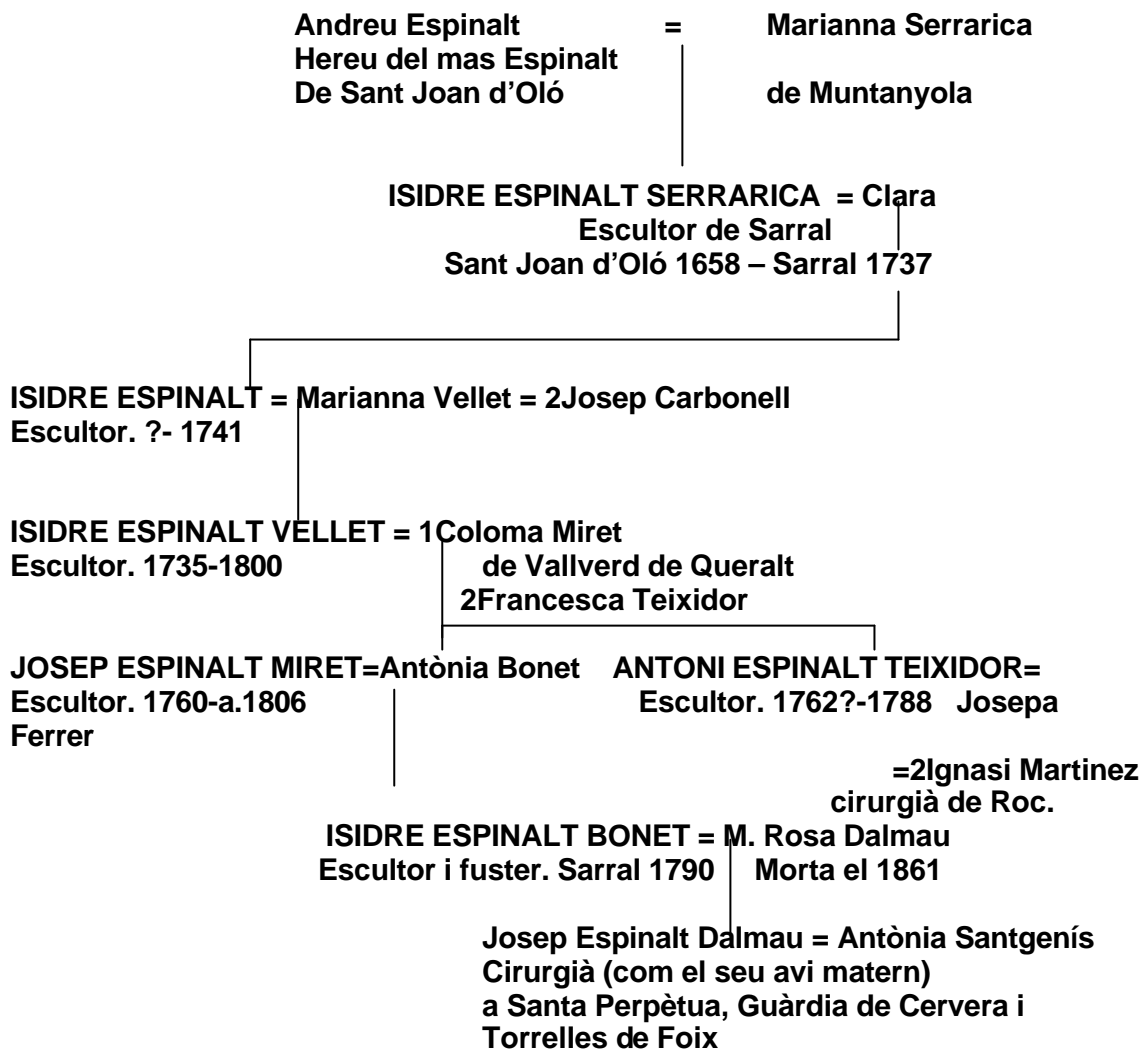 Andreu Espinalt = Marianna Serrarica
Hereu del mas Espinalt
De Sant Joan d’Oló de Muntanyola
ISIDRE ESPINALT SERRARICA = Clara
Escultor de Sarral
Sant Joan d’Oló 1658 – Sarral 1737
ISIDRE ESPINALT = Marianna Vellet = 2Josep Carbonell
Escultor. ?- 1741
ISIDRE ESPINALT VELLET = 1Coloma Miret
Escultor. 1735-1800 de Vallverd de Queralt
2Francesca Teixidor
JOSEP ESPINALT MIRET=Antònia Bonet ANTONI ESPINALT TEIXIDOR=
Escultor. 1760-a.1806 Escultor. 1762?-1788 Josepa
Ferrer
=2Ignasi Martinez
cirurgià de Roc.
ISIDRE ESPINALT BONET = M. Rosa Dalmau
Escultor i fuster. Sarral 1790 Morta el 1861
Josep Espinalt Dalmau = Antònia Santgenís
Cirurgià (com el seu avi matern)
a Santa Perpètua, Guàrdia de Cervera i
Torrelles de Foix